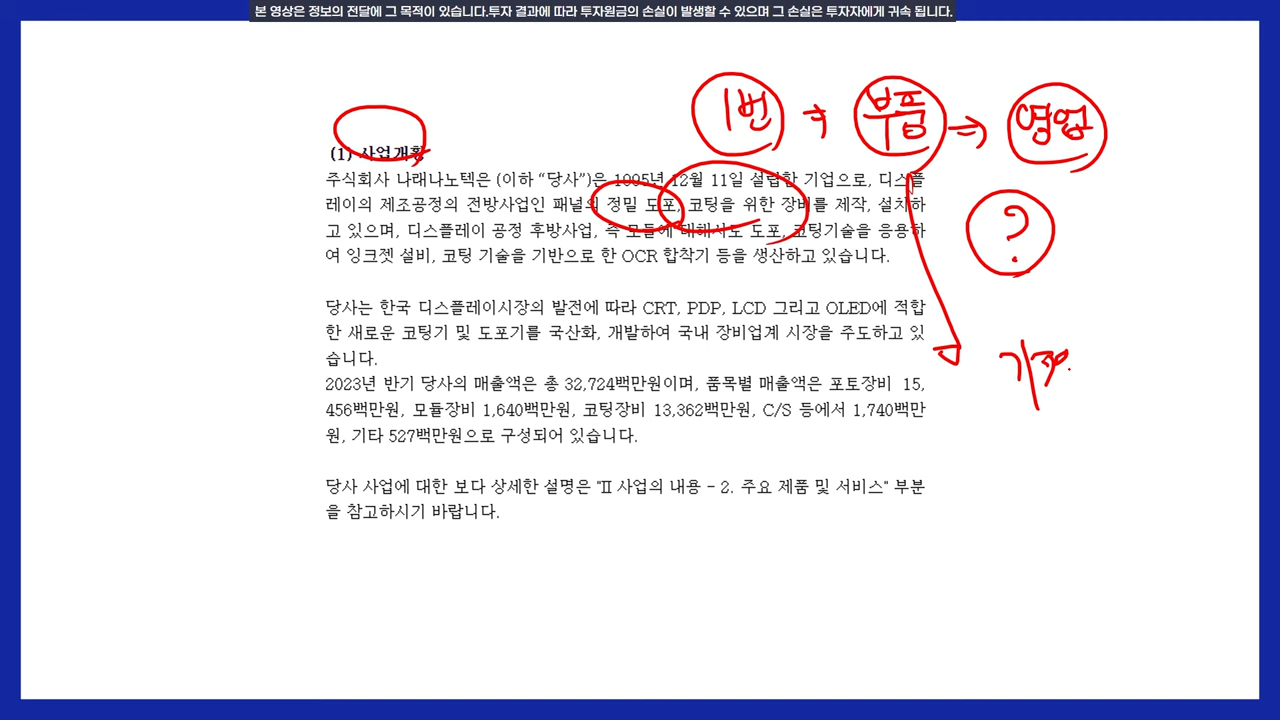 본 영상은 정보의 전달에 그 목적이 있습니다.투자 결과에 따라 투자원금의 손실이 발생할 수 있으며 그 손실은 투자자에게 귀속 됩니다.
1번 → 부품 ⇒ 영업
?
(1) 사업개황
주식회사 나래나노텍은 (이하 “당사”)은 1995년 12월 11일 설립한 기업으로, 디스플
레이의 제조공정의 전방사업인 패널의 정밀 도포, 코팅을 위한 장비를 제작, 설치하
고 있으며, 디스플레이 공정 후방사업, 즉 모듈에 대해서도 도포, 코팅기술을 응용하
여 잉크젯 설비, 코팅 기술을 기반으로 한 OCR 합착기 등을 생산하고 있습니다.
당사는 한국 디스플레이시장의 발전에 따라 CRT, PDP, LCD 그리고 OLED에 적합
한 새로운 코팅기 및 도포기를 국산화, 개발하여 국내 장비업계 시장을 주도하고 있
습니다.
2023년 반기 당사의 매출액은 총 32,724백만원이며, 품목별 매출액은 포토장비 15,
456백만원, 모듈장비 1,640백만원, 코팅장비 13,362백만원, C/S 등에서 1,740백만
원, 기타 527백만원으로 구성되어 있습니다.
당사 사업에 대한 보다 상세한 설명은 "Ⅱ 사업의 내용 - 2. 주요 제품 및 서비스" 부분
을 참고하시기 바랍니다.